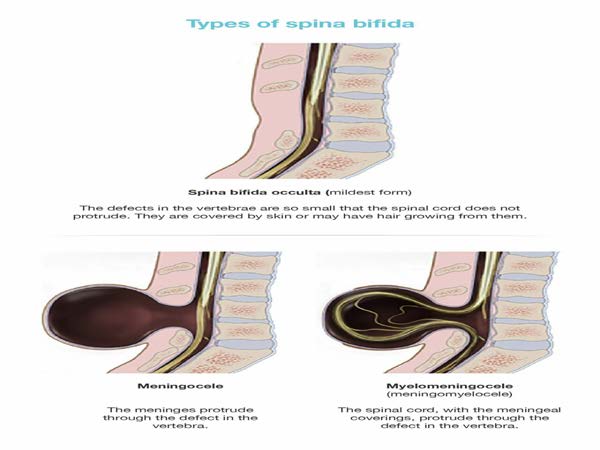 Types of spina bifida
Spina bifida occulta (mildest form)
The defects in the vertebrae are so small that the spinal cord does not
protrude. They are covered by skin or may have hair growing from them.
Meningocele
The meninges protrude
through the defect in the
vertebra.
Myelomeningocele
(meningomyelocele)
The spinal cord, with the meningeal
coverings, protrude through the
defect in the vertebra.